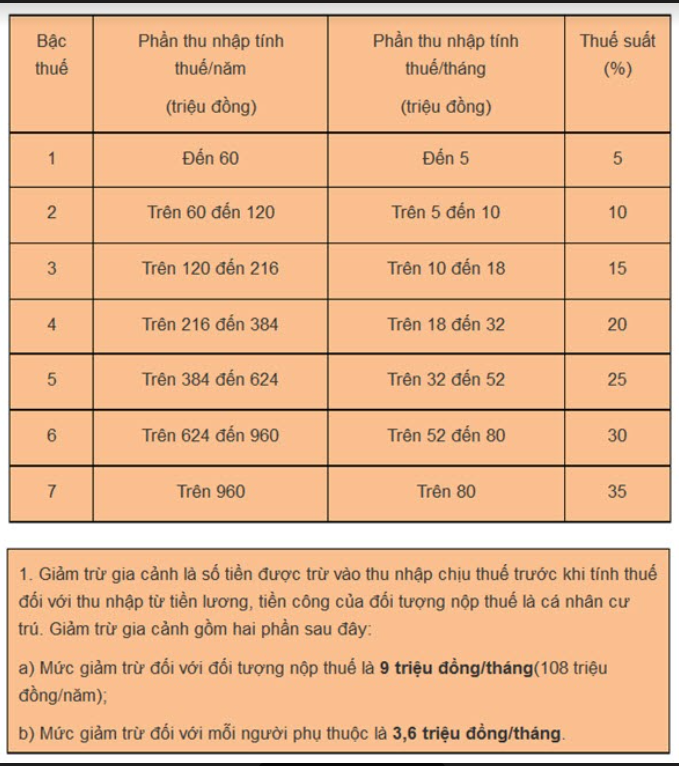 Bậc thuế Phần thu nhập tính thuế/năm (triệu đồng) Phần thu nhập tính thuế/tháng (triệu đồng) Thuế suất (%)
1 Đến 60 Đến 5 5
2 Trên 60 đến 120 Trên 5 đến 10 10
3 Trên 120 đến 216 Trên 10 đến 18 15
4 Trên 216 đến 384 Trên 18 đến 32 20
5 Trên 384 đến 624 Trên 32 đến 52 25
6 Trên 624 đến 960 Trên 52 đến 80 30
7 Trên 960 Trên 80 35
1. Giảm trừ gia cảnh là số tiền được trừ vào thu nhập chịu thuế trước khi tính thuế
đối với thu nhập từ tiền lương, tiền công của đối tượng nộp thuế là cá nhân cư
trú. Giảm trừ gia cảnh gồm hai phần sau đây:
a) Mức giảm trừ đối với đối tượng nộp thuế là 9 triệu đồng/tháng(108 triệu
đồng/năm);
b) Mức giảm trừ đối với mỗi người phụ thuộc là 3,6 triệu đồng/tháng.